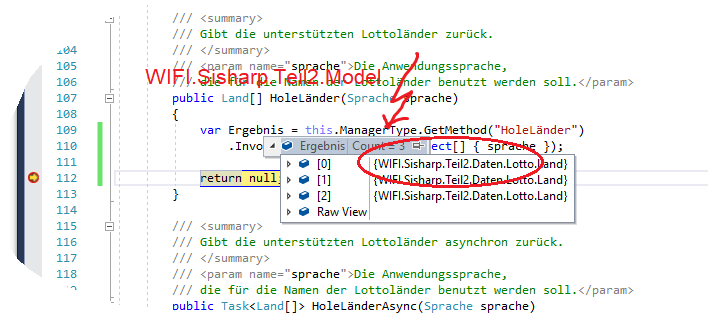 /// <summary>
/// Gibt die unterstützten Lottoländer zurück.
104 /// </summary>
105 /// <param name="sprache">Die Anwendungssprache,
WIFI.Sisharp.Teil2.Model
106 /// die für die Namen der Lottoländer benutzt werden soll.</param>
107 public Land[] HoleLänder(Sprache sprache)
108 {
109 var Ergebnis = this.ManagerType.GetMethod("HoleLänder")
110 .Invo ect[] { sprache });
Ergebnis Count = 3
111 [0] {WIFI.Sisharp.Teil2.Daten.Lotto.Land}
[1] {WIFI.Sisharp.Teil2.Daten.Lotto.Land}
112 return null;
[2] {WIFI.Sisharp.Teil2.Daten.Lotto.Land}
113 }
Raw View
114
115 /// <summary>
116 /// Gibt die unterstützten Lottoländer asynchron zurück.
117 /// </summary>
118 /// <param name="sprache">Die Anwendungssprache,
/// die für die Namen der Lottoländer benutzt werden soll.</param>
public Task<Land[]> HoleLänderAsync(Sprache sprache)